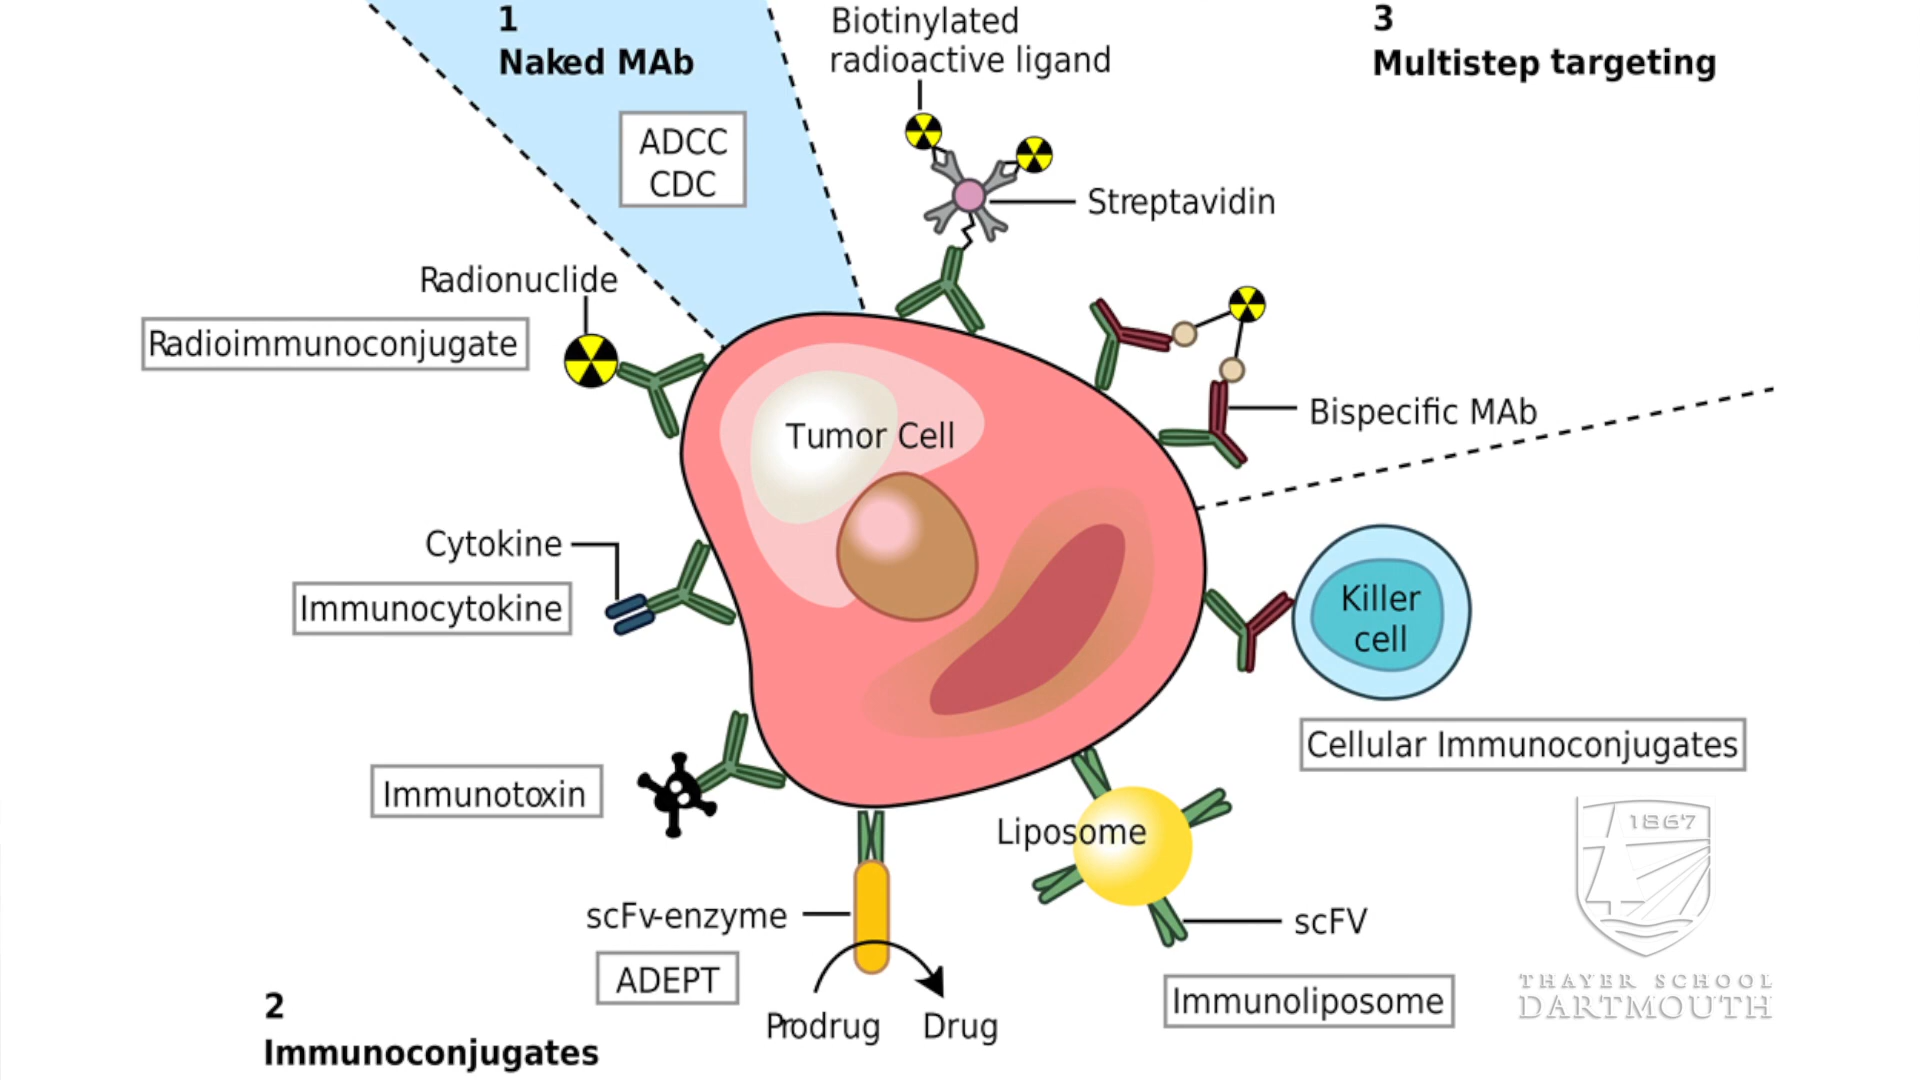 1
Naked MAb
ADCC
CDC
Biotinylated
radioactive ligand
Streptavidin
3
Multistep targeting
Bispecific MAb
Radionuclide
Radioimmunoconjugate
Tumor Cell
Cytokine
Immunocytokine
Killer
cell
Cellular Immunoconjugates
Immunotoxin
Liposome
scFv-enzyme
ADEPT
Prodrug
Drug
scFV
Immunoliposome
2
Immunoconjugates
1867
THAYER SCHOOL
DARTMOUTH